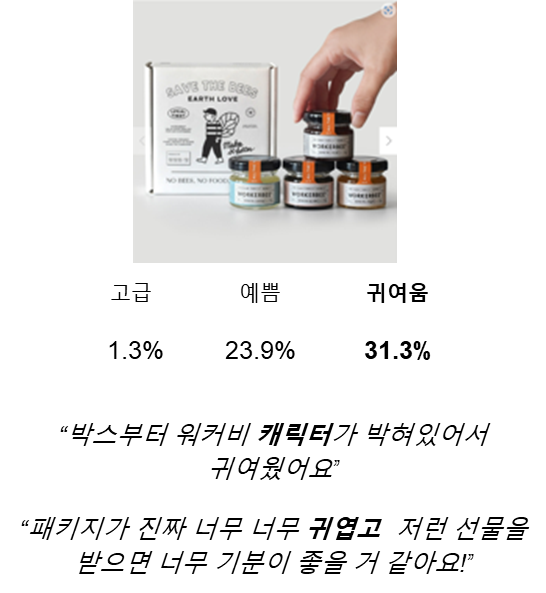 SAVE THE BEES
EARTH LOVE
NO BEES, NO FOOD
WORKERBEE
WORKERBEE
WORKERBEE
WORKERBEE
고급 예쁨 귀여움
1.3% 23.9% 31.3%
“박스부터 워커비 캐릭터가 박혀있어서
귀여웠어요”
“패키지가 진짜 너무 너무 귀엽고 저런 선물을
받으면 너무 기분이 좋을 거 같아요!”